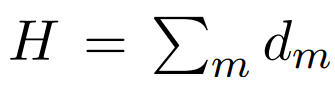 H = ∑_m d_m